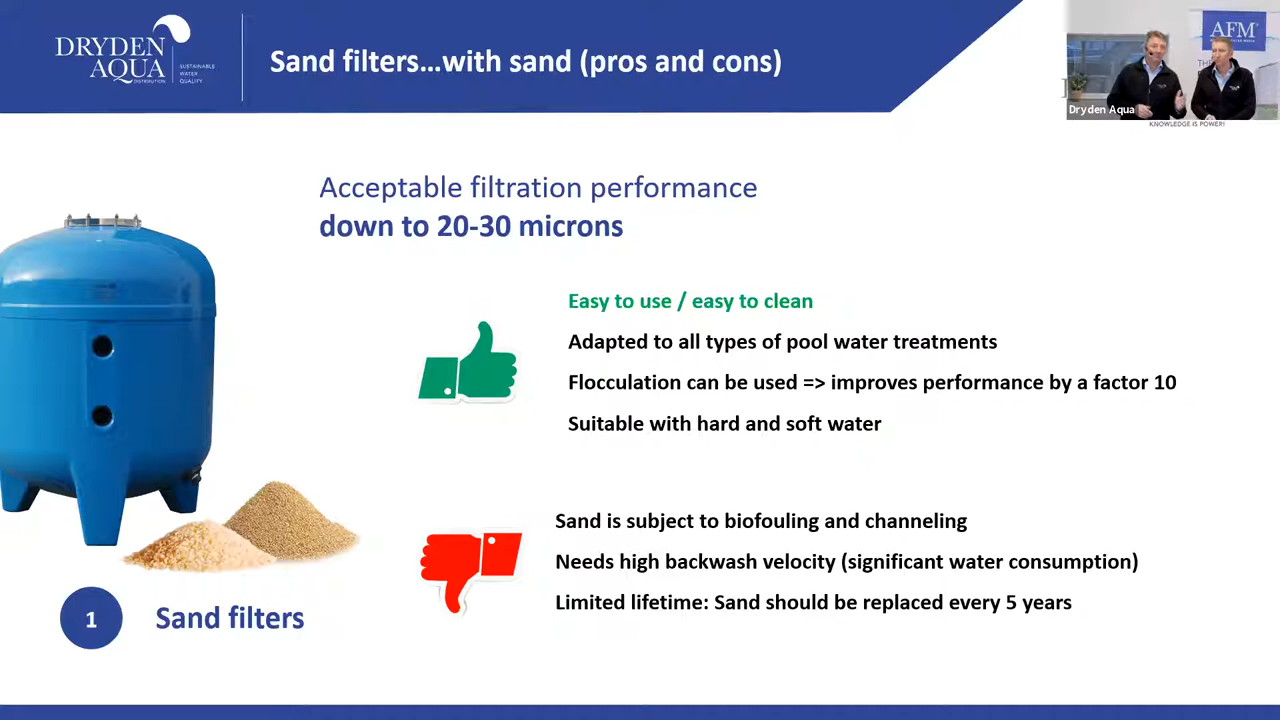 DRYDEN
AQUA
DISTRIBUTION
SUSTAINABLE
WATER
QUALITY
Sand filters...with sand (pros and cons)
AFM®
Dryden Aqua
KNOWLEDGE IS POWER!
Acceptable filtration performance
down to 20-30 microns
Easy to use / easy to clean
Adapted to all types of pool water treatments
Flocculation can be used => improves performance by a factor 10
Suitable with hard and soft water
Sand is subject to biofouling and channeling
Needs high backwash velocity (significant water consumption)
Limited lifetime: Sand should be replaced every 5 years
1
Sand filters